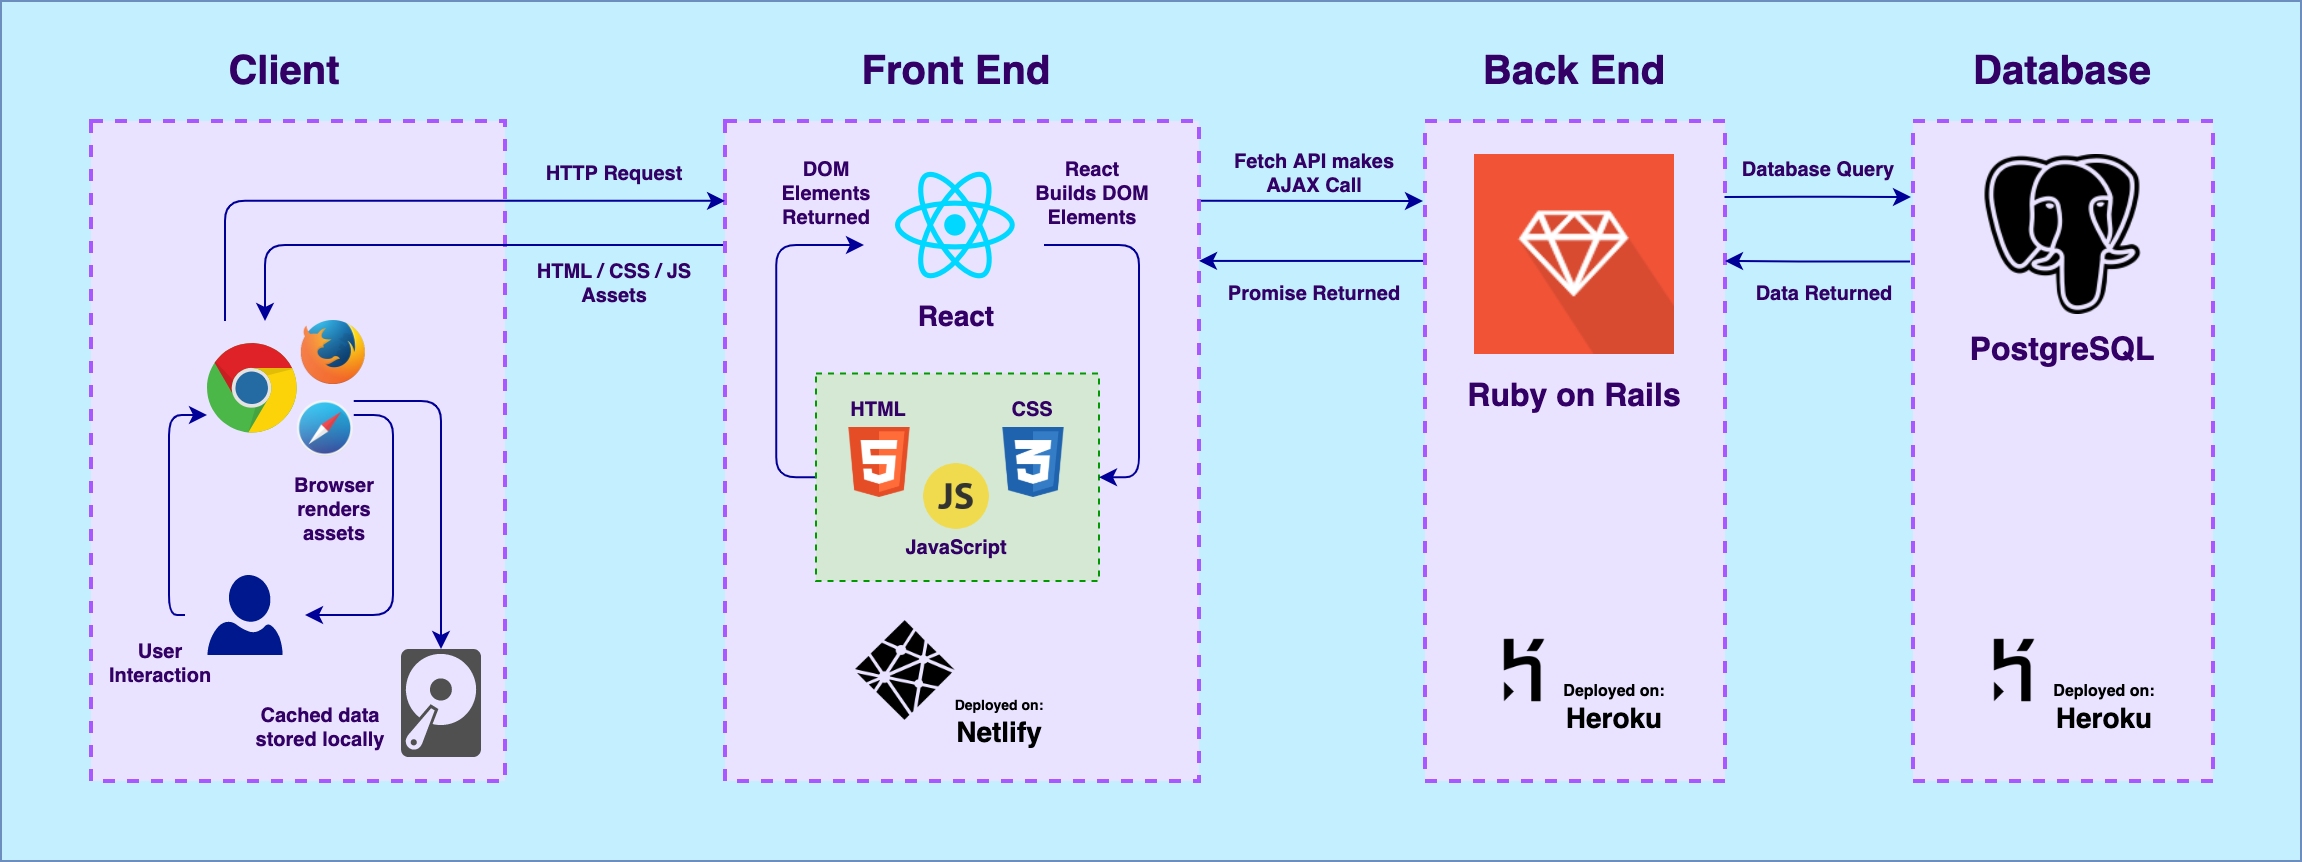 Client
Front End
Back End
Database
HTTP Request
HTML / CSS / JS
Assets
Browser
renders
assets
User
Interaction
Cached data
stored locally
DOM
Elements
Returned
React
Builds DOM
Elements
React
HTML
CSS
JS
JavaScript
Deployed on:
Netlify
Fetch API makes
AJAX Call
Promise Returned
Ruby on Rails
Deployed on:
Heroku
Database Query
Data Returned
PostgreSQL
Deployed on:
Heroku